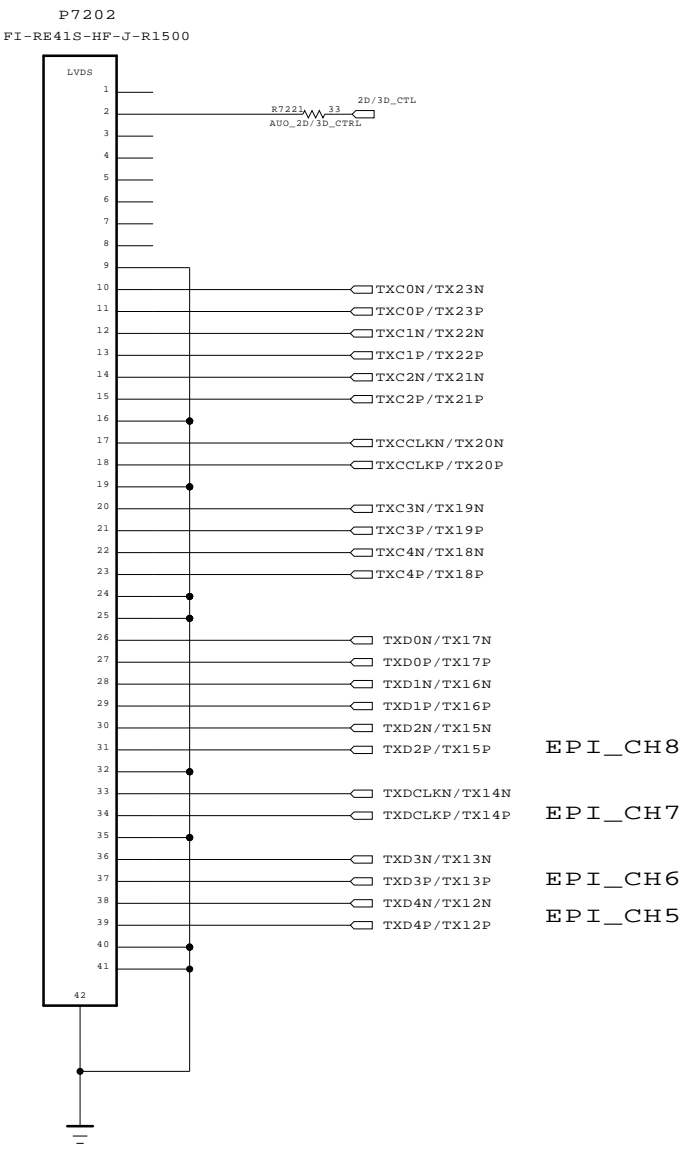 P7202
FI-RE41S-HF-J-R1500
LVDS
1
2D/3D_CTL
2
R7221
33
AUO_2D/3D_CTRL
3
4
5
6
7
8
9
10 TXC0N/TX23N
11 TXC0P/TX23P
12 TXC1N/TX22N
13 TXC1P/TX22P
14 TXC2N/TX21N
15 TXC2P/TX21P
16
17 TXCCLKN/TX20N
18 TXCCLKP/TX20P
19
20 TXC3N/TX19N
21 TXC3P/TX19P
22 TXC4N/TX18N
23 TXC4P/TX18P
24
25
26 TXD0N/TX17N
27 TXD0P/TX17P
28 TXD1N/TX16N
29 TXD1P/TX16P
30 TXD2N/TX15N
31 TXD2P/TX15P EPI_CH8
32
33 TXDCLKN/TX14N
34 TXDCLKP/TX14P EPI_CH7
35
36 TXD3N/TX13N
37 TXD3P/TX13P EPI_CH6
38 TXD4N/TX12N
39 TXD4P/TX12P EPI_CH5
40
41
42